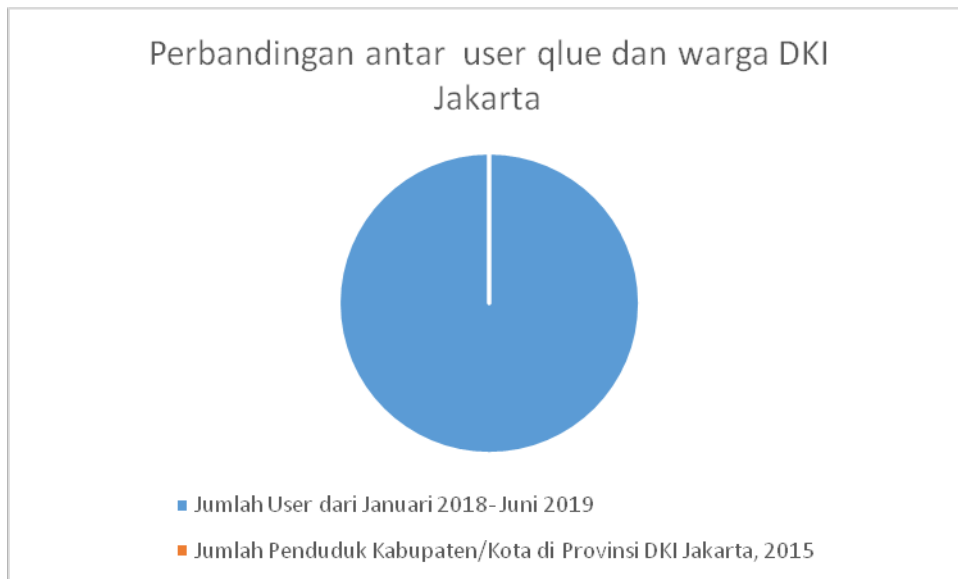 Perbandingan antar user qlue dan warga DKI
Jakarta
Jumlah User dari Januari 2018-Juni 2019
Jumlah Penduduk Kabupaten/Kota di Provinsi DKI Jakarta, 2015